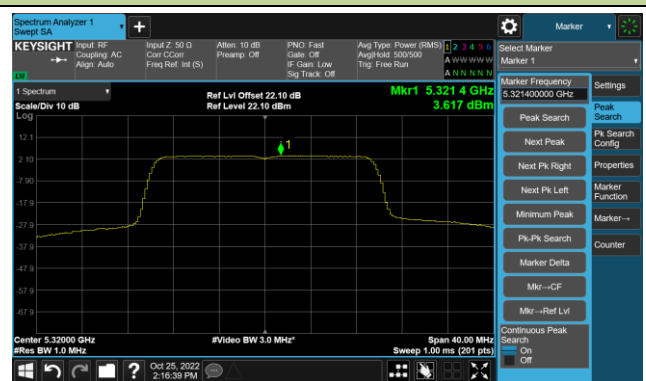 Spectrum Analyzer 1
Swept SA
Marker
KEYSIGHT
Input: RF
Coupling: AC
Align: Auto
Input Z: 50 Ω
Corr CCorr
Freq Ref: Int (S)
Atten: 10 dB
Preamp: Off
PNO: Fast
Gate: Off
IF Gain: Low
Sig Track: Off
Avg Type: Power (RMS)
Avg|Hold: 500/500
Trig: Free Run
1 2 3 4 5 6
A W W W W W
A N N N N N
LW
Select Marker
Marker 1
1 Spectrum
Scale/Div 10 dB
Log
Ref Lvl Offset 22.10 dB
Ref Level 22.10 dBm
Mkr1 5.321 4 GHz
3.617 dBm
1
12.1
2.10
-7.90
-17.9
-27.9
-37.9
-47.9
-57.9
-67.9
Center 5.32000 GHz
#Res BW 1.0 MHz
#Video BW 3.0 MHz*
Span 40.00 MHz
Sweep 1.00 ms (201 pts)
Marker Frequency
5.321400000 GHz
Peak Search
Next Peak
Next Pk Right
Next Pk Left
Minimum Peak
Pk-Pk Search
Marker Delta
Mkr→CF
Mkr→Ref Lvl
Continuous Peak
Search
On
Off
Settings
Peak
Search
Pk Search
Config
Properties
Marker
Function
Marker→
Counter
?
Oct 25, 2022
2:16:39 PM